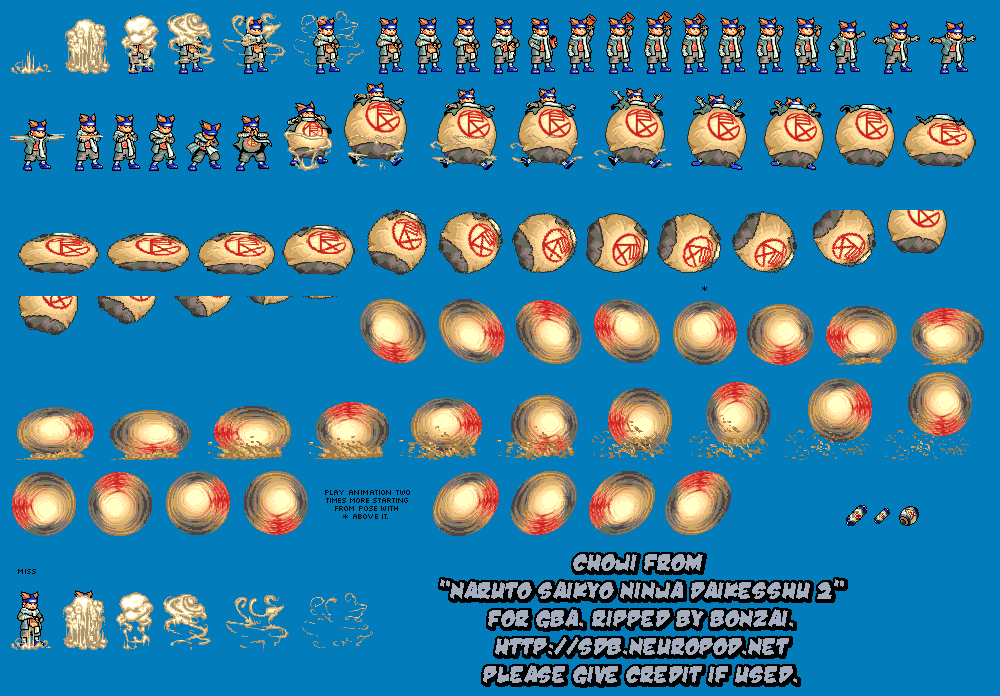 *
PLAY ANIMATION TWO
TIMES MORE STARTING
FROM POSE WITH
* ABOVE IT.
MISS
CHOJI FROM
"NARUTO SAIKYO NINJA DAIKESSHU 2"
FOR GBA. RIPPED BY BONZAI.
HTTP://SDB.NEUROPOD.NET
PLEASE GIVE CREDIT IF USED.